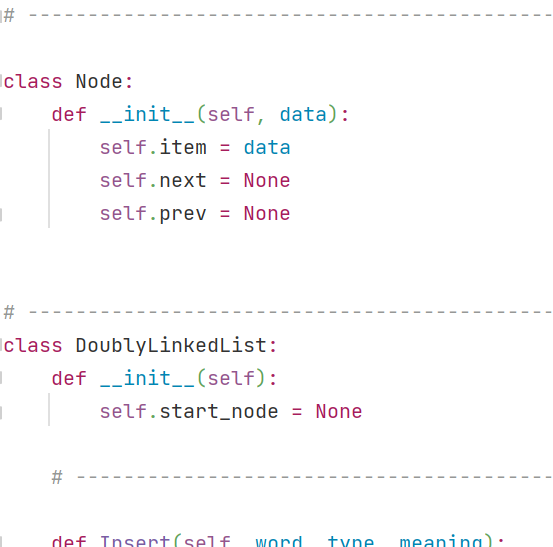 # --------------------------------------------
class Node:
    def __init__(self, data):
        self.item = data
        self.next = None
        self.prev = None
# --------------------------------------------
class DoublyLinkedList:
    def __init__(self):
        self.start_node = None
    # ----------------------------------------
    def Insert(self, word, type, meaning):